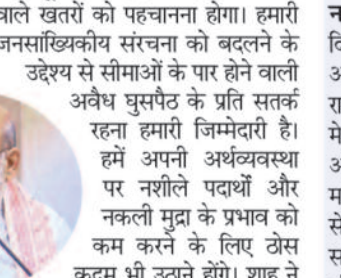 वाले खतरों को पहचानना होगा। हमारी
जनसांख्यिकीय संरचना को बदलने के
उद्देश्य से सीमाओं के पार होने वाली
अवैध घुसपैठ के प्रति सतर्क
रहना हमारी जिम्मेदारी है।
हमें अपनी अर्थव्यवस्था
पर नशीले पदार्थों और
नकली मुद्रा के प्रभाव को
कम करने के लिए ठोस
कदम भी उठाने होंगे। शाह ने